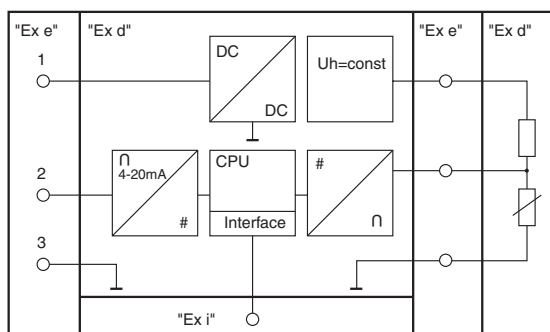 "Ex e" "Ex d" "Ex e" "Ex d"
1
DC
DC
Uh=const
2
∩
4-20mA
#
CPU
Interface
#
∩
3
"Ex i"